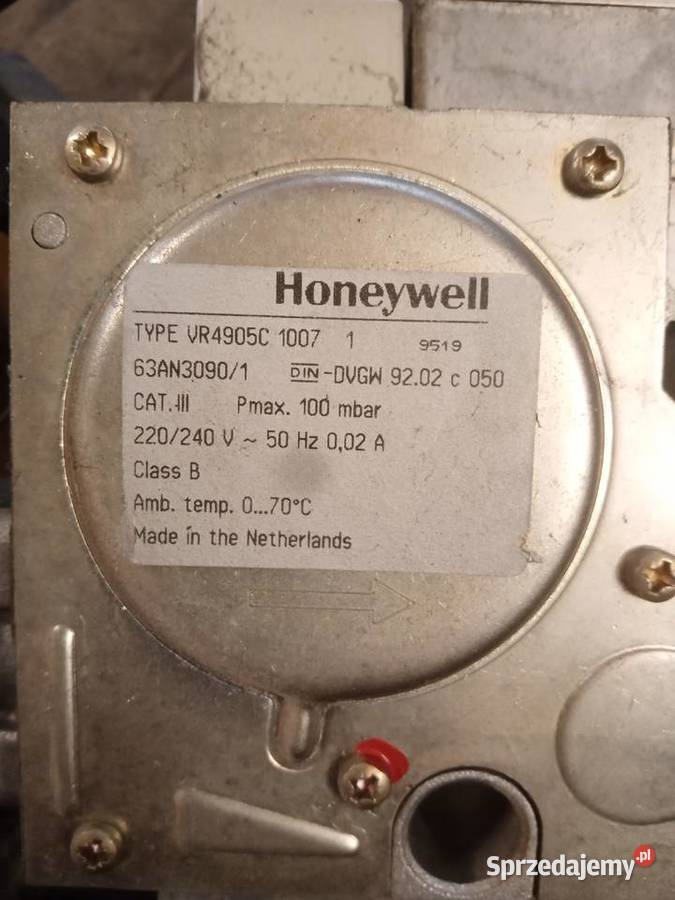 Honeywell
TYPE VR4905C 1007 1 9519
63AN3090/1 DIN-DVGW 92.02 c 050
CAT.III Pmax. 100 mbar
220/240 V ~ 50 Hz 0,02 A
Class B
Amb. temp. 0...70°C
Made in the Netherlands
Sprzedajemy.pl